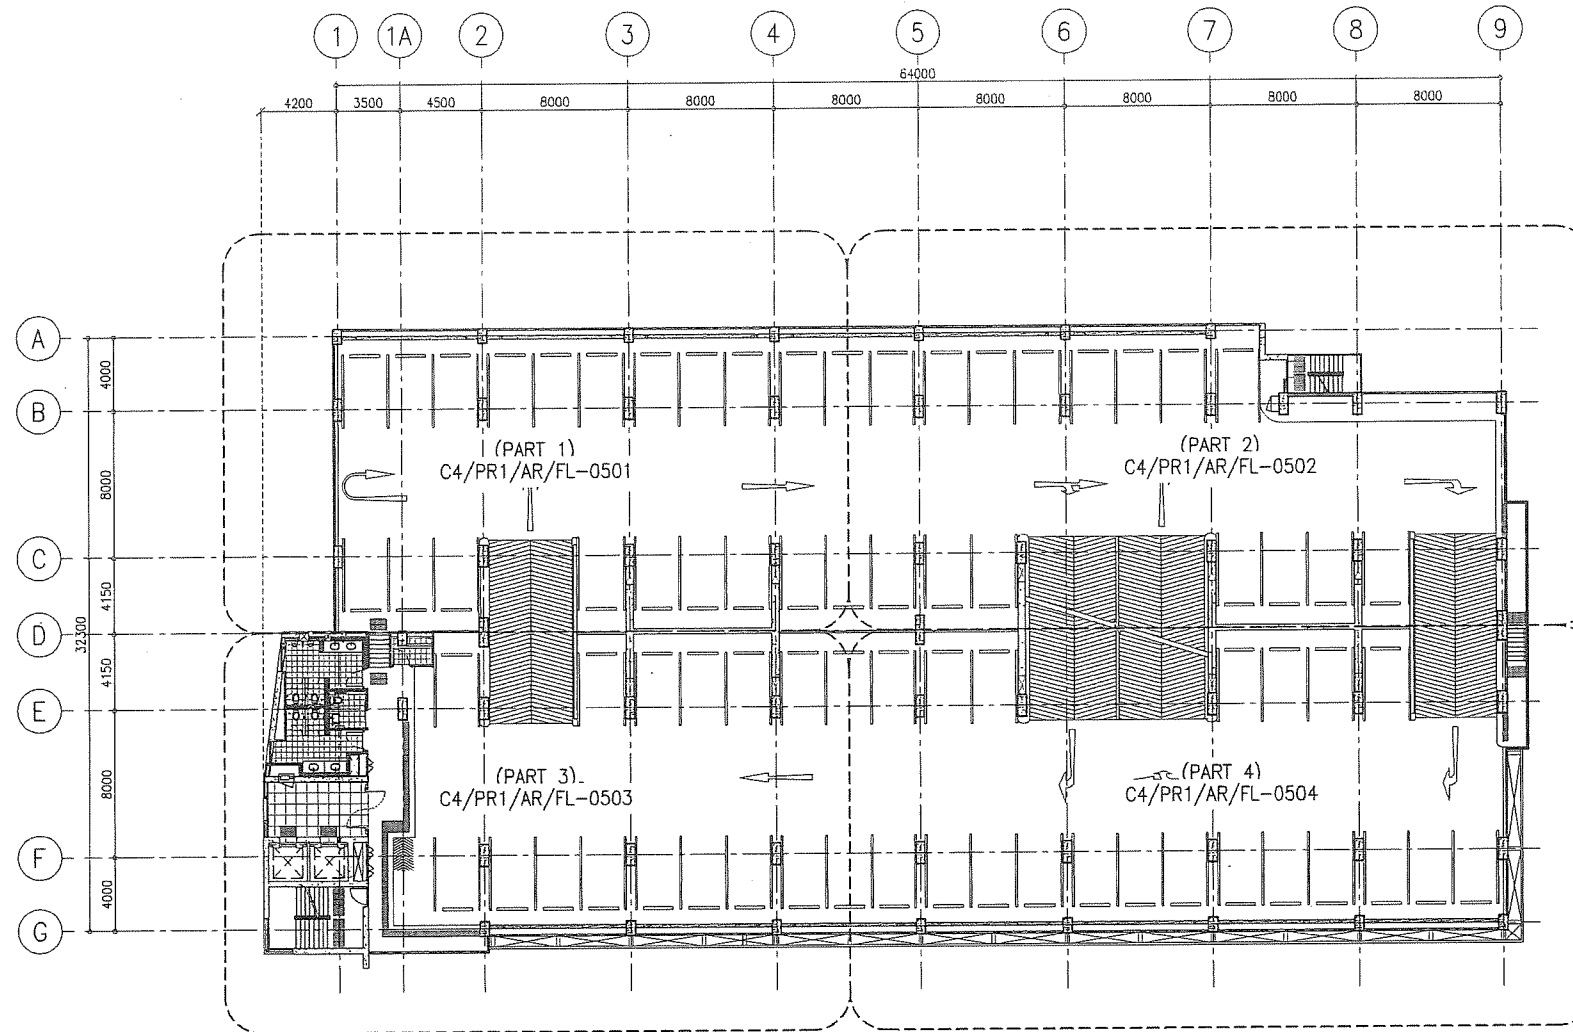 1 1A 2 3 4 5 6 7 8 9
64000
4200 3500 4500 8000 8000 8000 8000 8000 8000 8000
A
4000
B
(PART 1)
C4/PR1/AR/FL-0501
(PART 2)
C4/PR1/AR/FL-0502
8000
C
4150
D
32300
4150
E
(PART 3)
C4/PR1/AR/FL-0503
(PART 4)
C4/PR1/AR/FL-0504
8000
F
4000
G